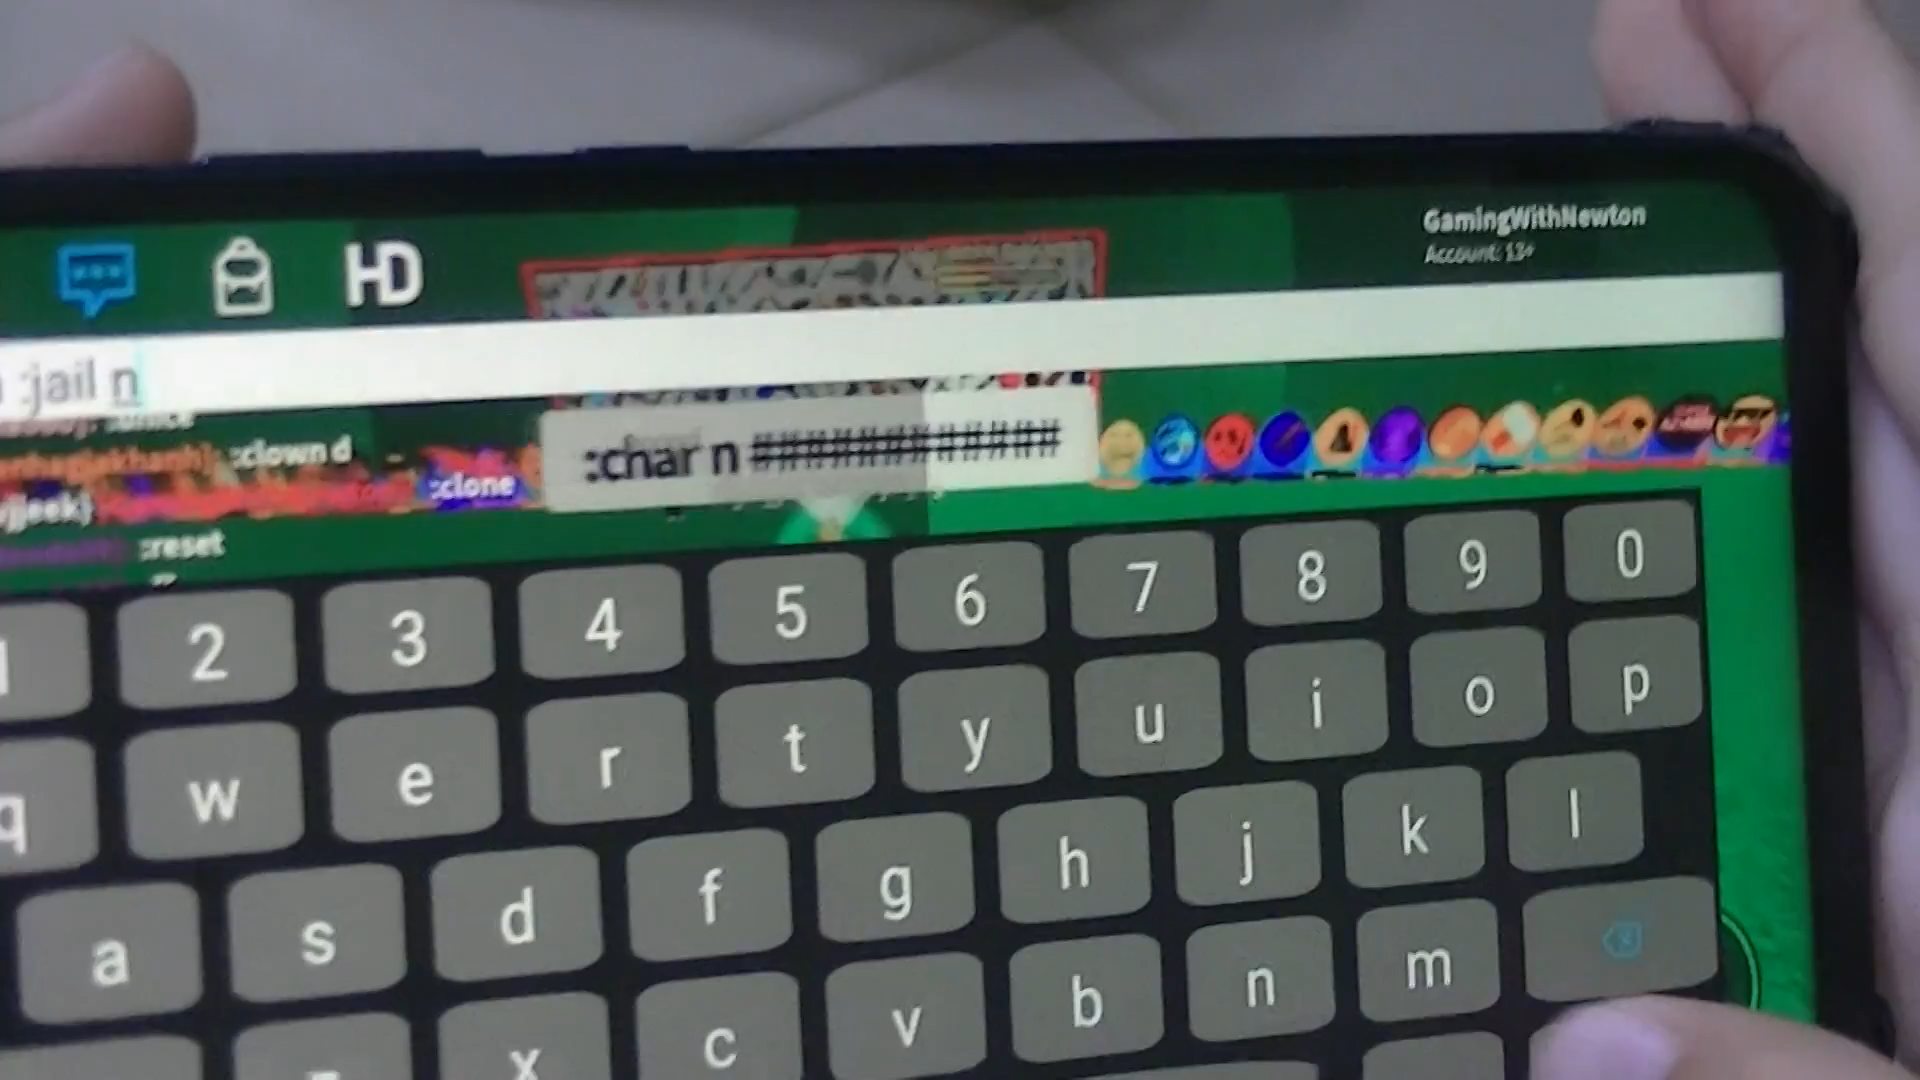 GamingWithNewton
Account: 13+
HD
:jail n
:clown d
:clone
:char n #############
:reset
2 3 4 5 6 7 8 9 0
q w e r t y u i o p
a s d f g h j k l
x c v b n m